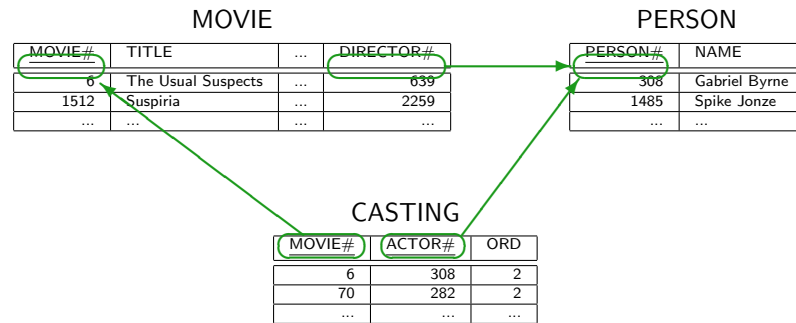 MOVIE PERSON
MOVIE# TITLE ... DIRECTOR# PERSON# NAME
6 The Usual Suspects ... 639 308 Gabriel Byrne
1512 Suspiria ... 2259 1485 Spike Jonze
... ... ... ... ... ...
CASTING
MOVIE# ACTOR# ORD
6 308 2
70 282 2
... ... ...